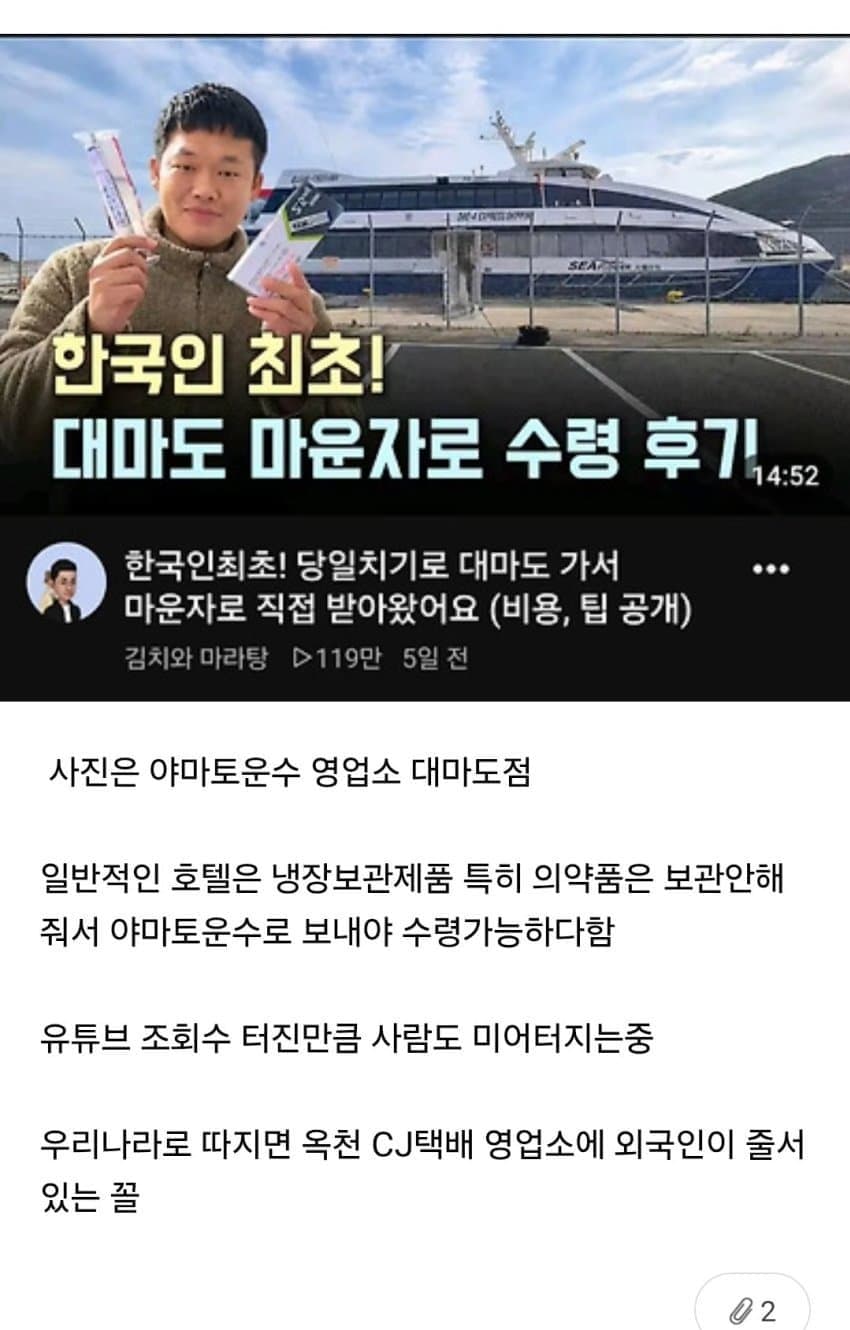 한국인 최초!
대마도 마운자로 수령 후기
14:52
한국인최초! 당일치기로 대마도 가서
마운자로 직접 받아왔어요 (비용, 팁 공개)
김치와 마라탕 ▷119만 5일 전
사진은 야마토운수 영업소 대마도점
일반적인 호텔은 냉장보관제품 특히 의약품은 보관안해
줘서 야마토운수로 보내야 수령가능하다함
유튜브 조회수 터진만큼 사람도 미어터지는중
우리나라로 따지면 옥천 CJ택배 영업소에 외국인이 줄서
있는 꼴
2